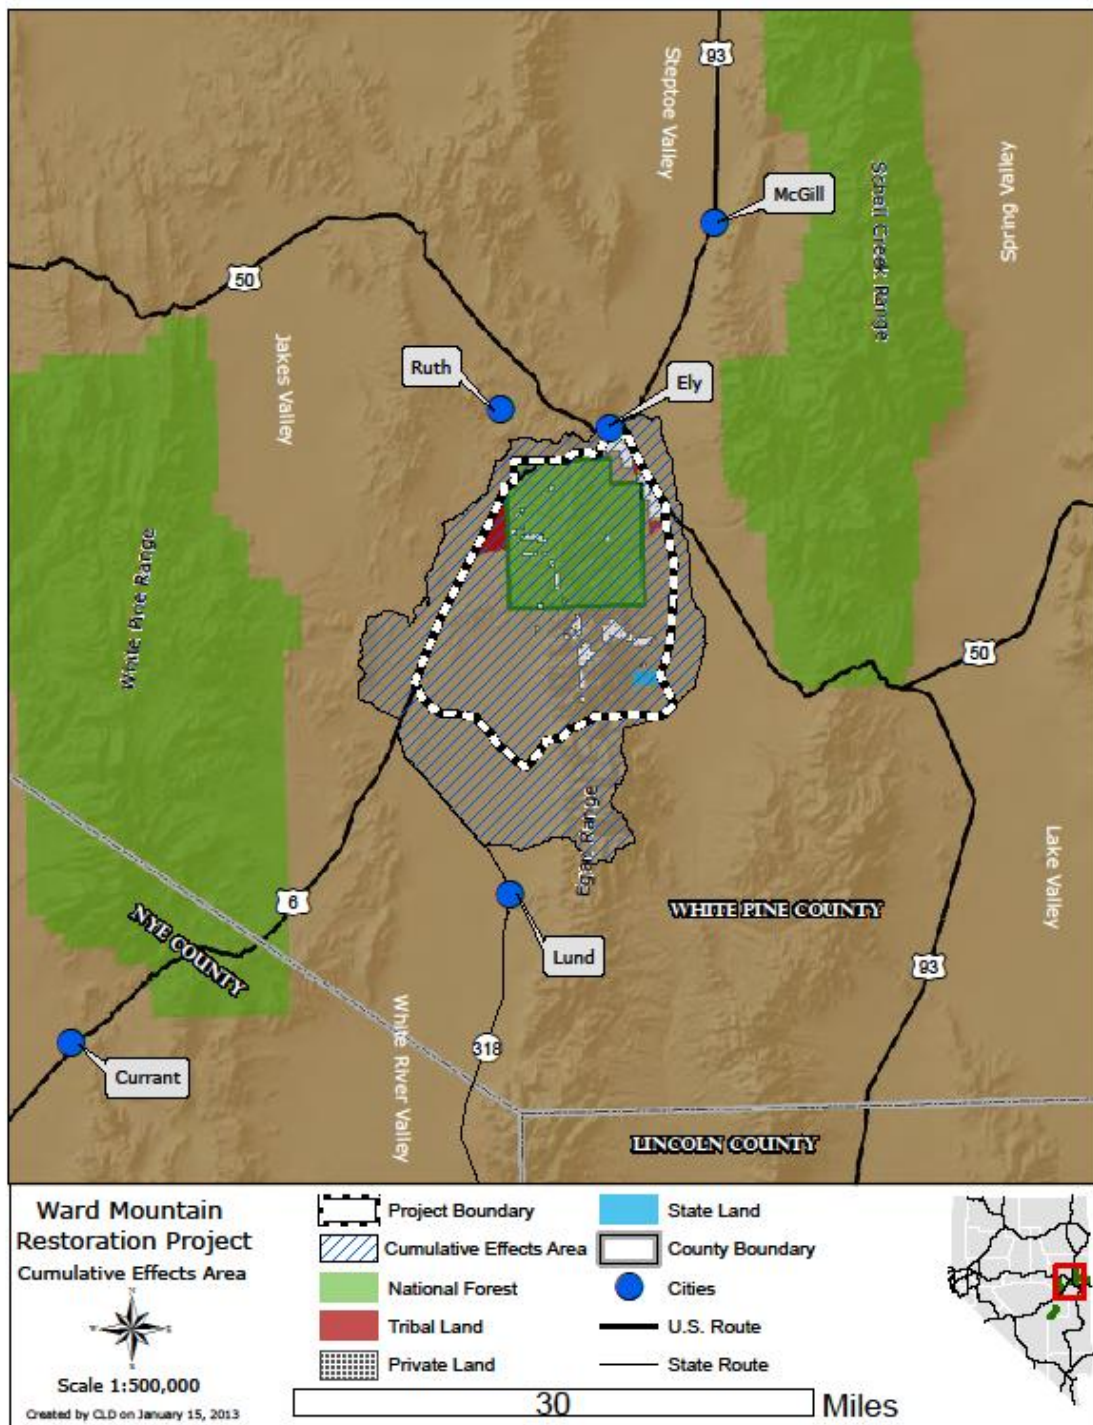 93
Steptoe Valley
McGill
Schell Creek Range
Spring Valley
50
Jakes Valley
Ruth
Ely
White Pine Range
50
Egan Range
Lake Valley
6
WHITE PINE COUNTY
NYE COUNTY
Lund
93
White River Valley
318
Currant
LINCOLN COUNTY
Ward Mountain
Restoration Project
Cumulative Effects Area
N
W
E
S
Scale 1:500,000
Created by CLD on January 15, 2013
Project Boundary
Cumulative Effects Area
National Forest
Tribal Land
Private Land
State Land
County Boundary
Cities
U.S. Route
State Route
30 Miles